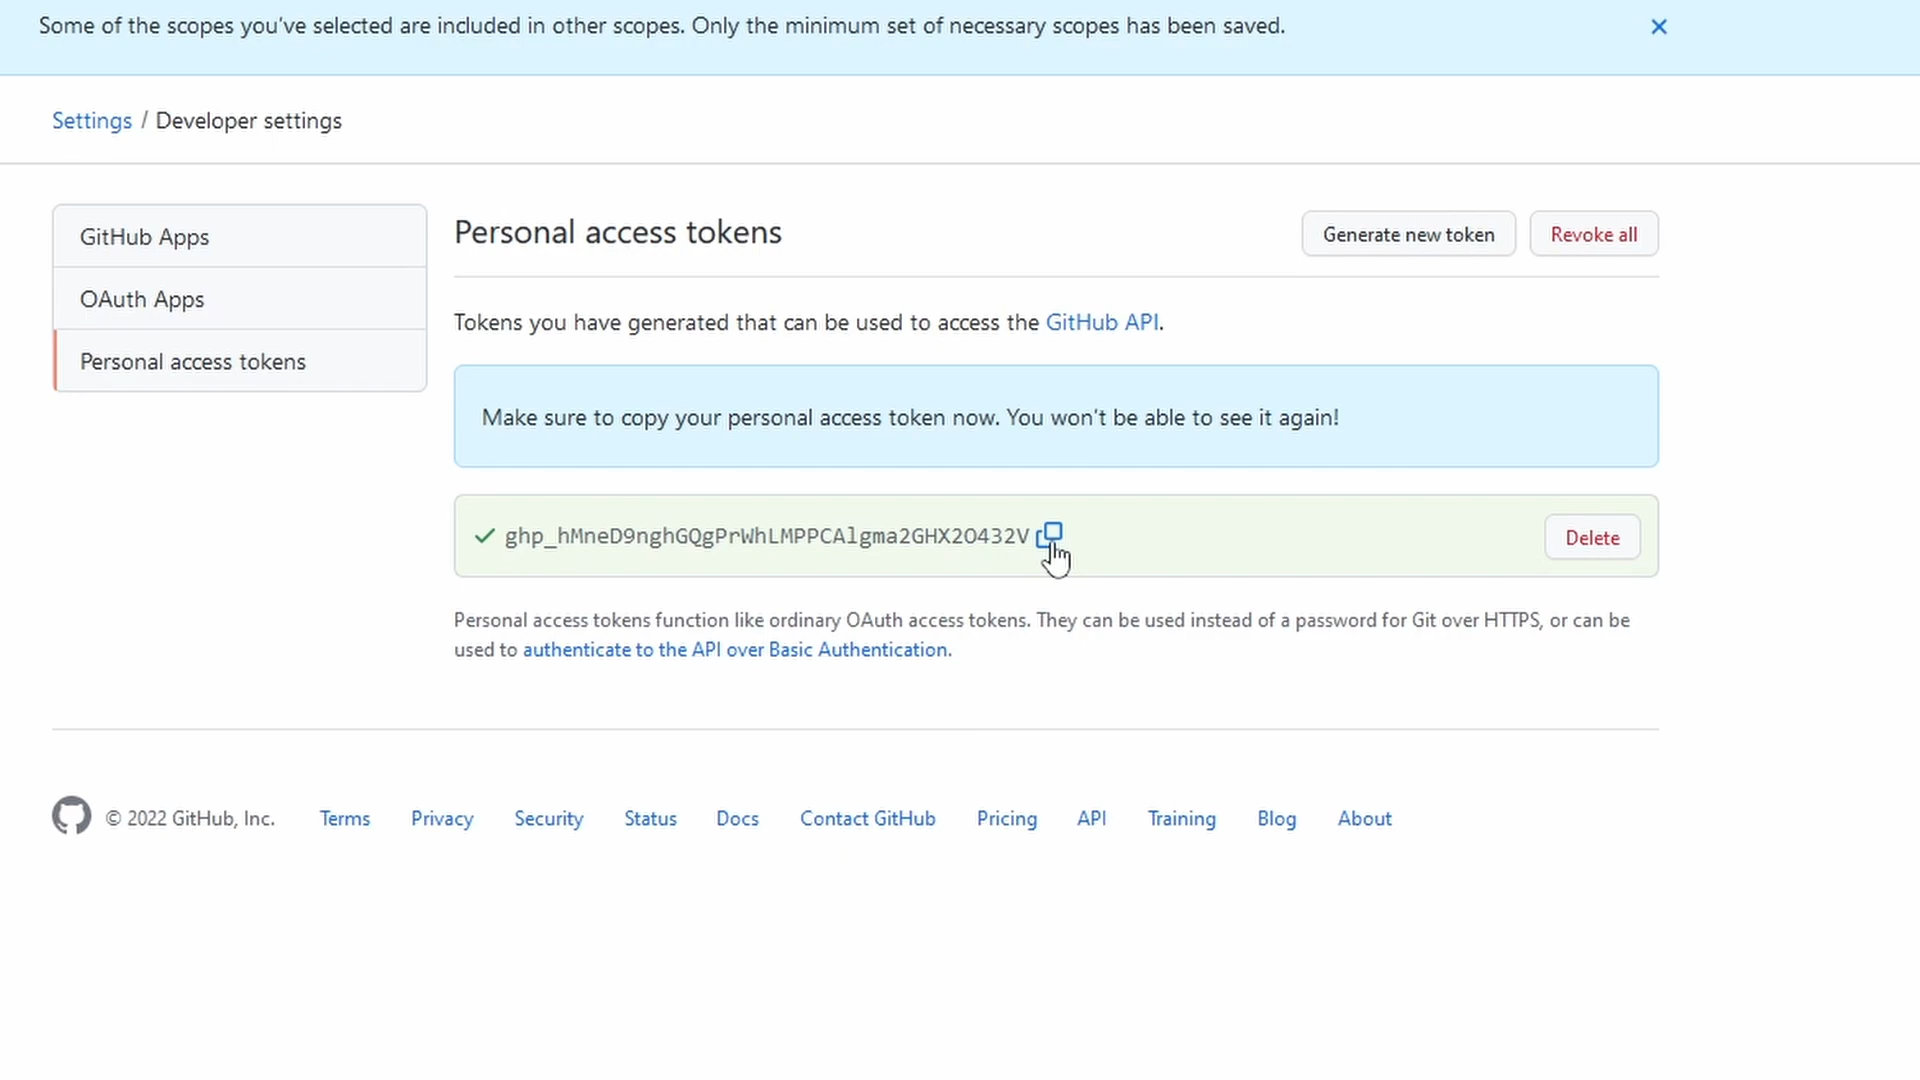 Some of the scopes you've selected are included in other scopes. Only the minimum set of necessary scopes has been saved.
Settings / Developer settings
GitHub Apps
OAuth Apps
Personal access tokens
Personal access tokens
Generate new token
Revoke all
Tokens you have generated that can be used to access the GitHub API.
Make sure to copy your personal access token now. You won't be able to see it again!
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
Delete
Personal access tokens function like ordinary OAuth access tokens. They can be used instead of a password for Git over HTTPS, or can be
used to authenticate to the API over Basic Authentication.
© 2022 GitHub, Inc.
Terms
Privacy
Security
Status
Docs
Contact GitHub
Pricing
API
Training
Blog
About